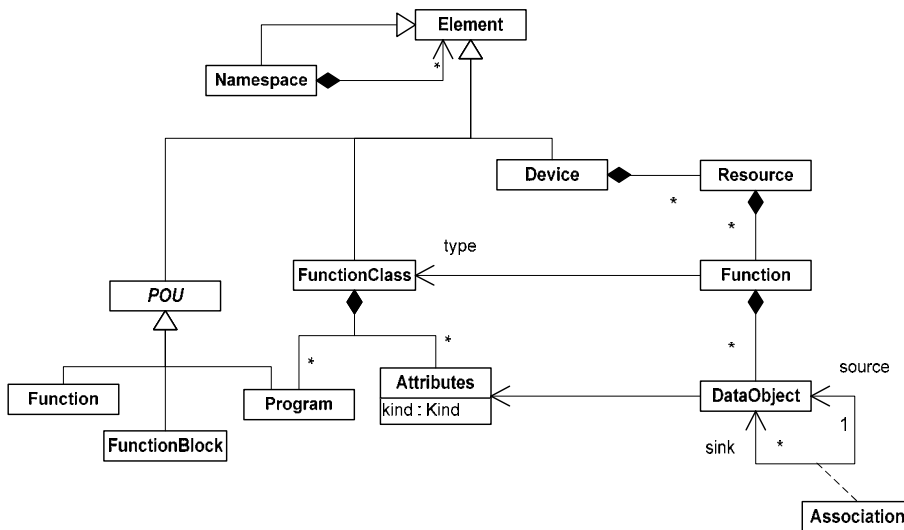 Element
*
Namespace
Device
Resource
*
*
type
FunctionClass
Function
POU
*
*
*
source
Attributes
kind : Kind
DataObject
Function
Program
1
FunctionBlock
sink
*
Association